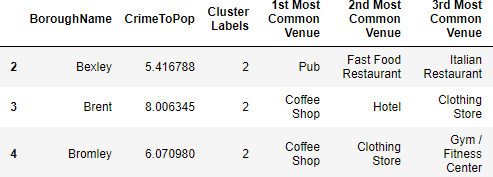 BoroughName CrimeToPop Cluster Labels 1st Most Common Venue 2nd Most Common Venue 3rd Most Common Venue
2 Bexley 5.416788 2 Pub Fast Food Restaurant Italian Restaurant
3 Brent 8.006345 2 Coffee Shop Hotel Clothing Store
4 Bromley 6.070980 2 Coffee Shop Clothing Store Gym / Fitness Center